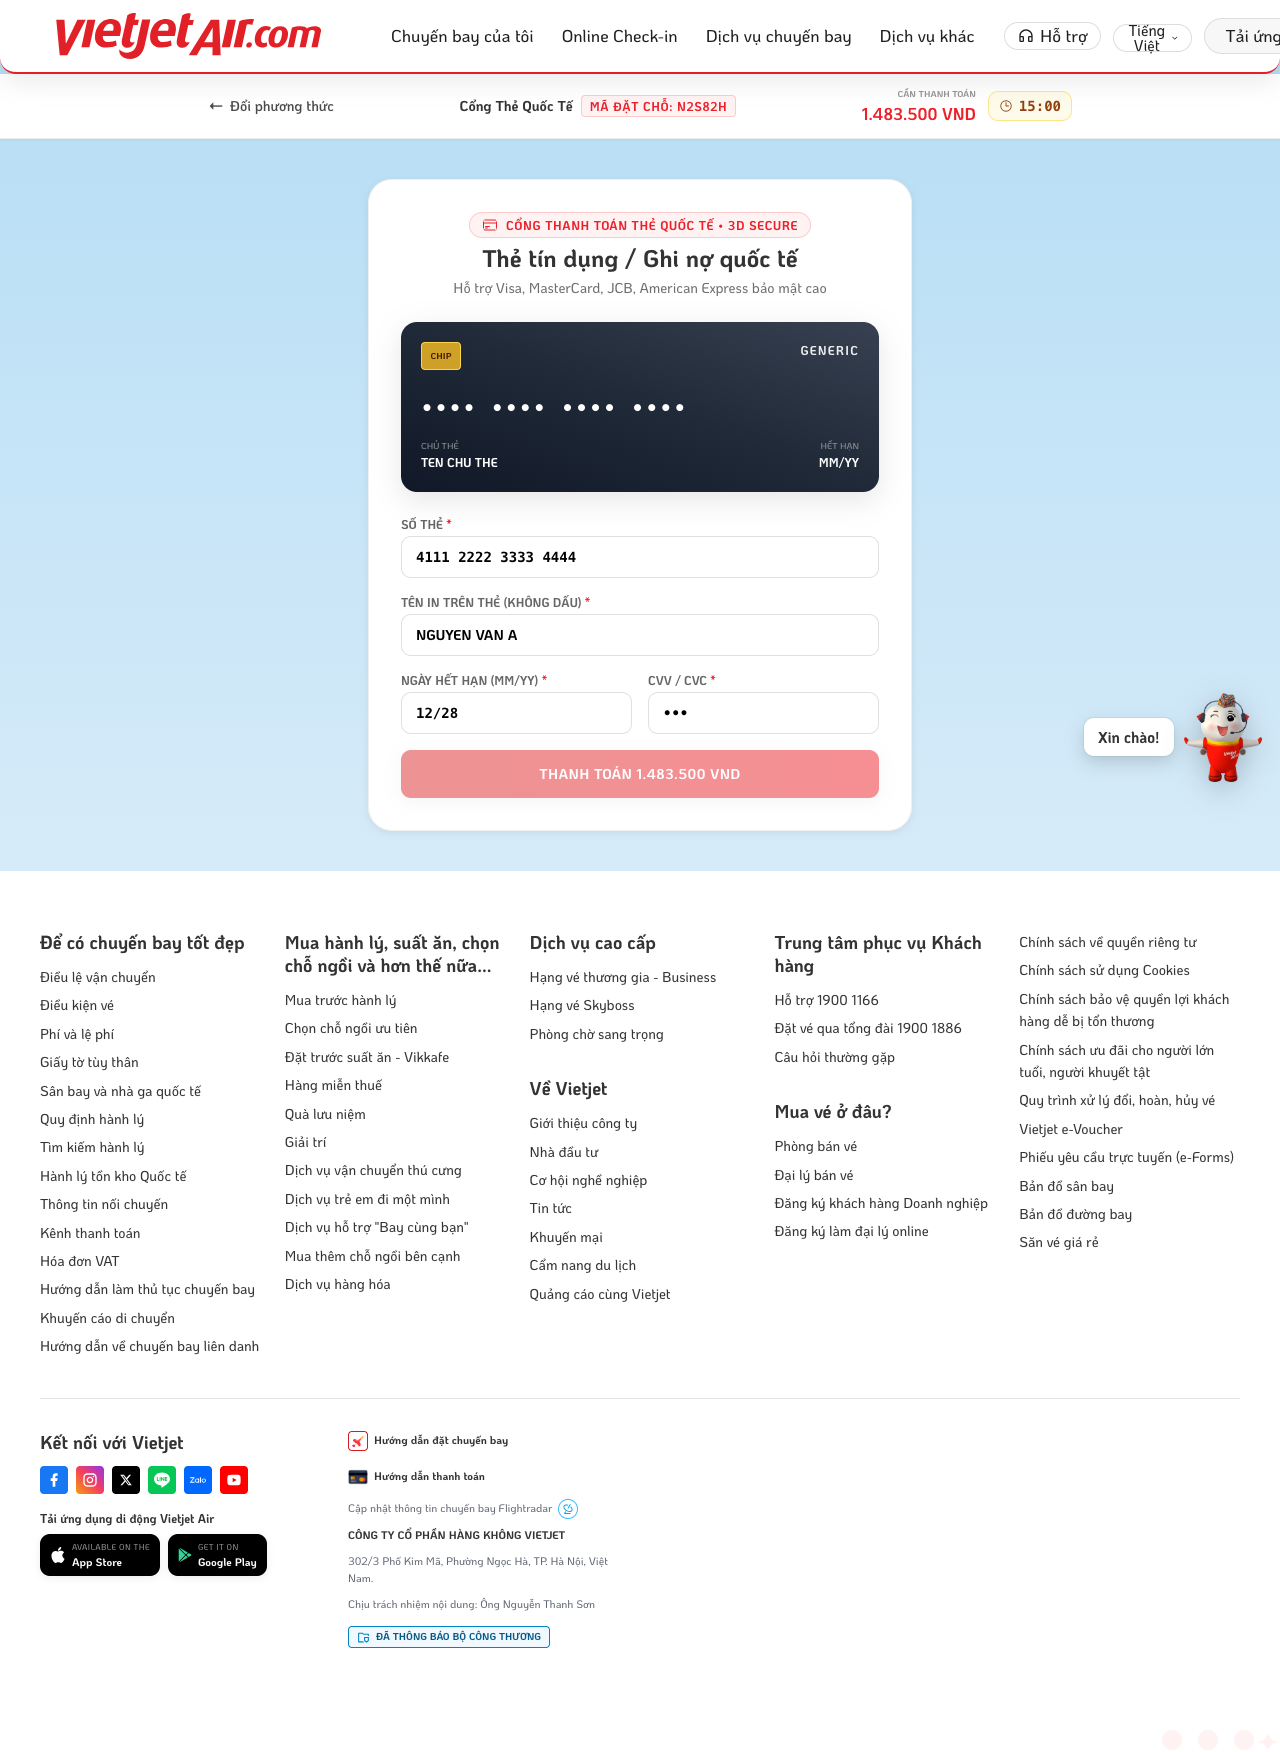 vietjetAir.com
Chuyến bay của tôi
Online Check-in
Dịch vụ chuyến bay
Dịch vụ khác
Hỗ trợ
Tiếng
Việt
Tải ứng
Đổi phương thức
Cổng Thẻ Quốc Tế
MÃ ĐẶT CHỖ: N2S82H
CẦN THANH TOÁN
1.483.500 VND
15:00
CỔNG THANH TOÁN THẺ QUỐC TẾ • 3D SECURE
Thẻ tín dụng / Ghi nợ quốc tế
Hỗ trợ Visa, MasterCard, JCB, American Express bảo mật cao
CHIP
GENERIC
•••• •••• •••• ••••
CHỦ THẺ
HẾT HẠN
TEN CHU THE
MM/YY
SỐ THẺ *
4111 2222 3333 4444
TÊN IN TRÊN THẺ (KHÔNG DẤU) *
NGUYEN VAN A
NGÀY HẾT HẠN (MM/YY) *
CVV / CVC *
12/28
•••
THANH TOÁN 1.483.500 VND
Xin chào!
Để có chuyến bay tốt đẹp
Điều lệ vận chuyển
Điều kiện vé
Phí và lệ phí
Giấy tờ tùy thân
Sân bay và nhà ga quốc tế
Quy định hành lý
Tìm kiếm hành lý
Hành lý tồn kho Quốc tế
Thông tin nối chuyến
Kênh thanh toán
Hóa đơn VAT
Hướng dẫn làm thủ tục chuyến bay
Khuyến cáo di chuyển
Hướng dẫn về chuyến bay liên danh
Mua hành lý, suất ăn, chọn
chỗ ngồi và hơn thế nữa...
Mua trước hành lý
Chọn chỗ ngồi ưu tiên
Đặt trước suất ăn - Vikkafe
Hàng miễn thuế
Quà lưu niệm
Giải trí
Dịch vụ vận chuyển thú cưng
Dịch vụ trẻ em đi một mình
Dịch vụ hỗ trợ "Bay cùng bạn"
Mua thêm chỗ ngồi bên cạnh
Dịch vụ hàng hóa
Dịch vụ cao cấp
Hạng vé thương gia - Business
Hạng vé Skyboss
Phòng chờ sang trọng
Về Vietjet
Giới thiệu công ty
Nhà đầu tư
Cơ hội nghề nghiệp
Tin tức
Khuyến mại
Cẩm nang du lịch
Quảng cáo cùng Vietjet
Trung tâm phục vụ Khách
hàng
Hỗ trợ 1900 1166
Đặt vé qua tổng đài 1900 1886
Câu hỏi thường gặp
Mua vé ở đâu?
Phòng bán vé
Đại lý bán vé
Đăng ký khách hàng Doanh nghiệp
Đăng ký làm đại lý online
Chính sách về quyền riêng tư
Chính sách sử dụng Cookies
Chính sách bảo vệ quyền lợi khách
hàng dễ bị tổn thương
Chính sách ưu đãi cho người lớn
tuổi, người khuyết tật
Quy trình xử lý đổi, hoàn, hủy vé
Vietjet e-Voucher
Phiếu yêu cầu trực tuyến (e-Forms)
Bản đồ sân bay
Bản đồ đường bay
Săn vé giá rẻ
Kết nối với Vietjet
Zalo
Tải ứng dụng di động Vietjet Air
AVAILABLE ON THE
App Store
GET IT ON
Google Play
Hướng dẫn đặt chuyến bay
Hướng dẫn thanh toán
Cập nhật thông tin chuyến bay Flightradar
CÔNG TY CỔ PHẦN HÀNG KHÔNG VIETJET
302/3 Phố Kim Mã, Phường Ngọc Hà, TP. Hà Nội, Việt
Nam.
Chịu trách nhiệm nội dung: Ông Nguyễn Thanh Sơn
ĐÃ THÔNG BÁO BỘ CÔNG THƯƠNG